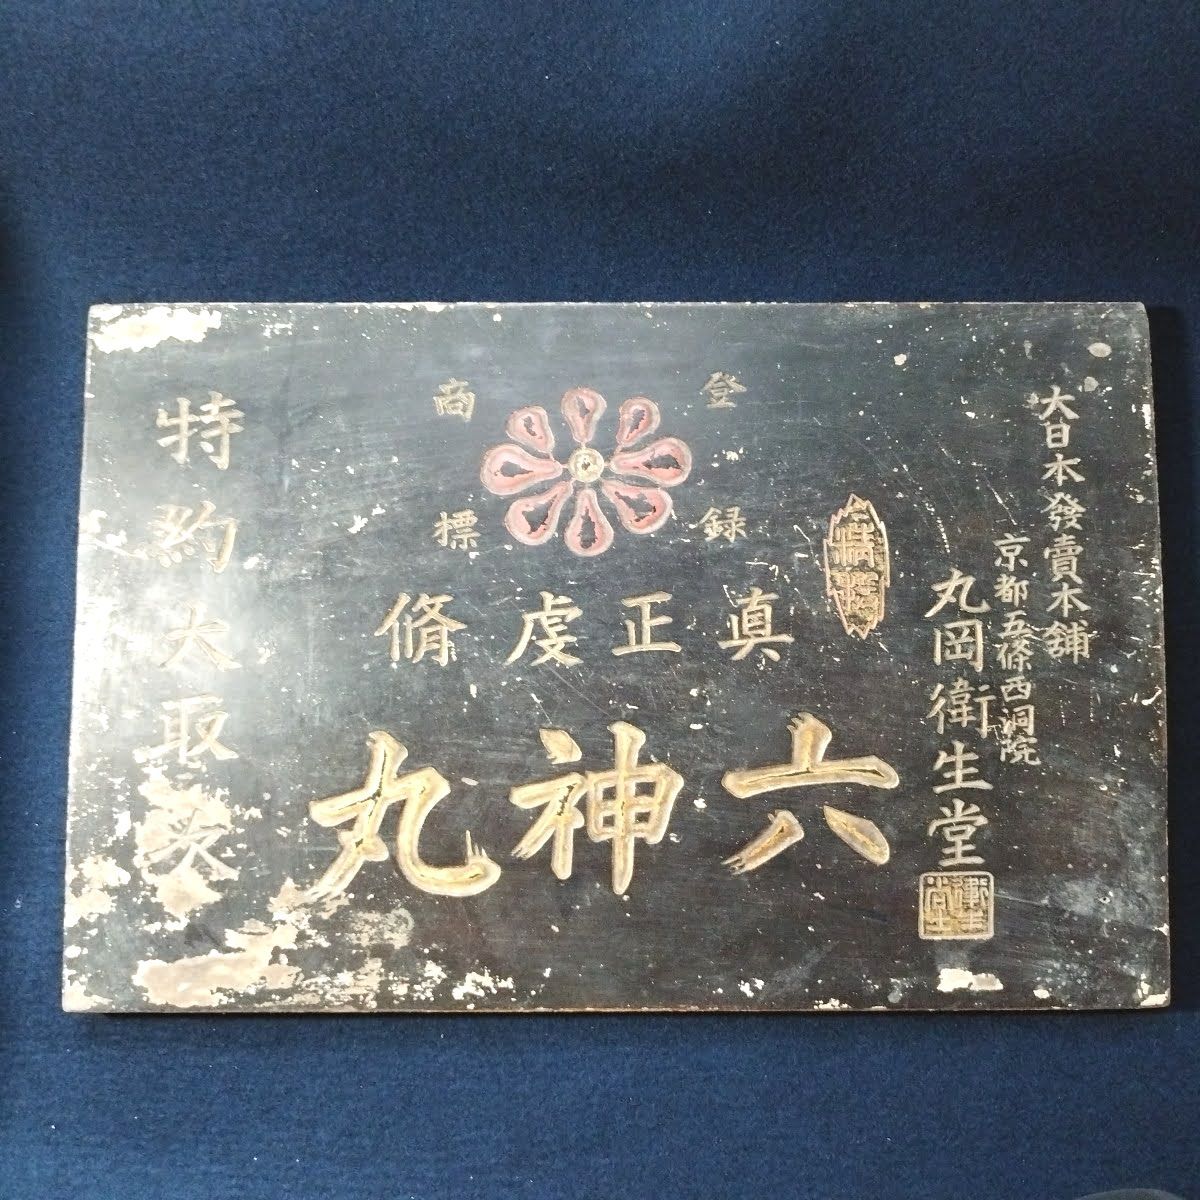 大日本發賣本舗
京都五條西洞院
丸岡衛生堂
登録
商標
真正虔脩
六神丸
特約大取次